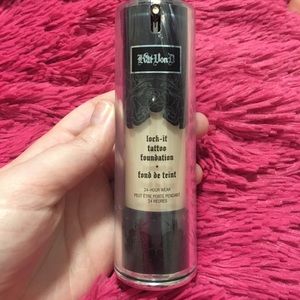 Kat Von D
lock-it
tattoo
foundation
fond de teint
24-HOUR WEAR
PEUT ÊTRE PORTÉ PENDANT
24 HEURES